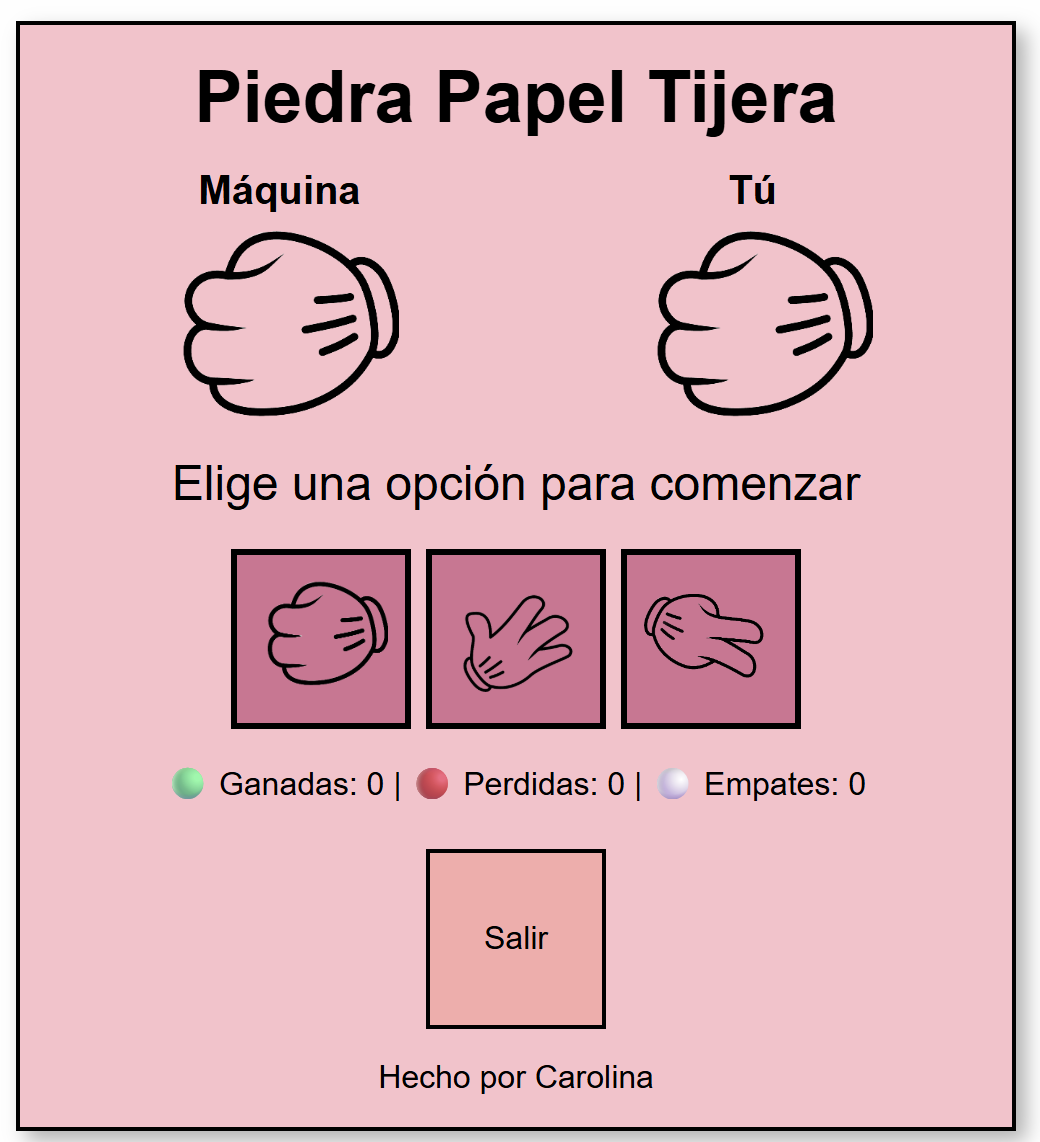 Piedra Papel Tijera
Máquina
Tú
Elige una opción para comenzar
Ganadas: 0 | Perdidas: 0 | Empates: 0
Salir
Hecho por Carolina